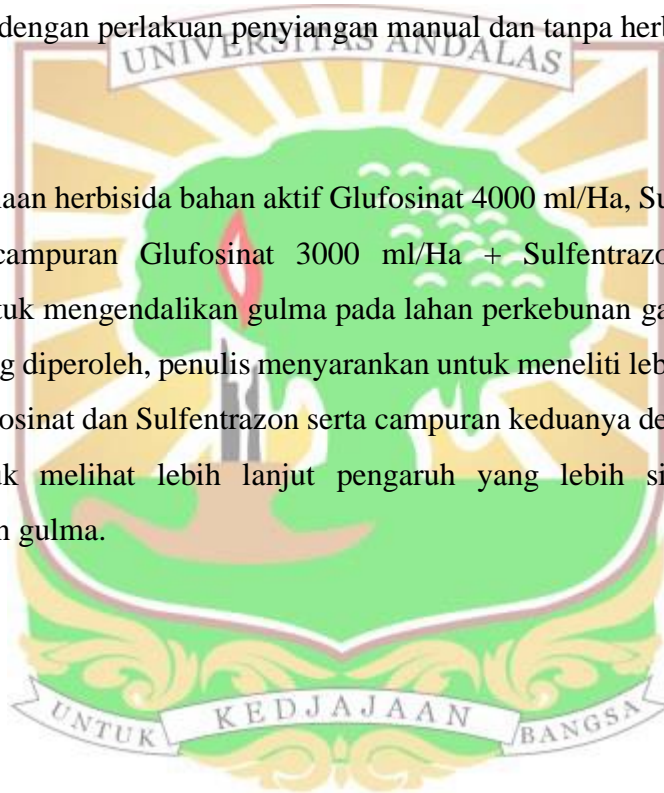 dengan perlakuan penyiangan manual dan tanpa herb
UNIVERSITAS ANDALAS
aan herbisida bahan aktif Glufosinat 4000 ml/Ha, Su
campuran Glufosinat 3000 ml/Ha + Sulfentrazo
tuk mengendalikan gulma pada lahan perkebunan ga
g diperoleh, penulis menyarankan untuk meneliti leb
osinat dan Sulfentrazon serta campuran keduanya de
uk melihat lebih lanjut pengaruh yang lebih si
n gulma.
UNTUK KEDJAJAAN BANGSA